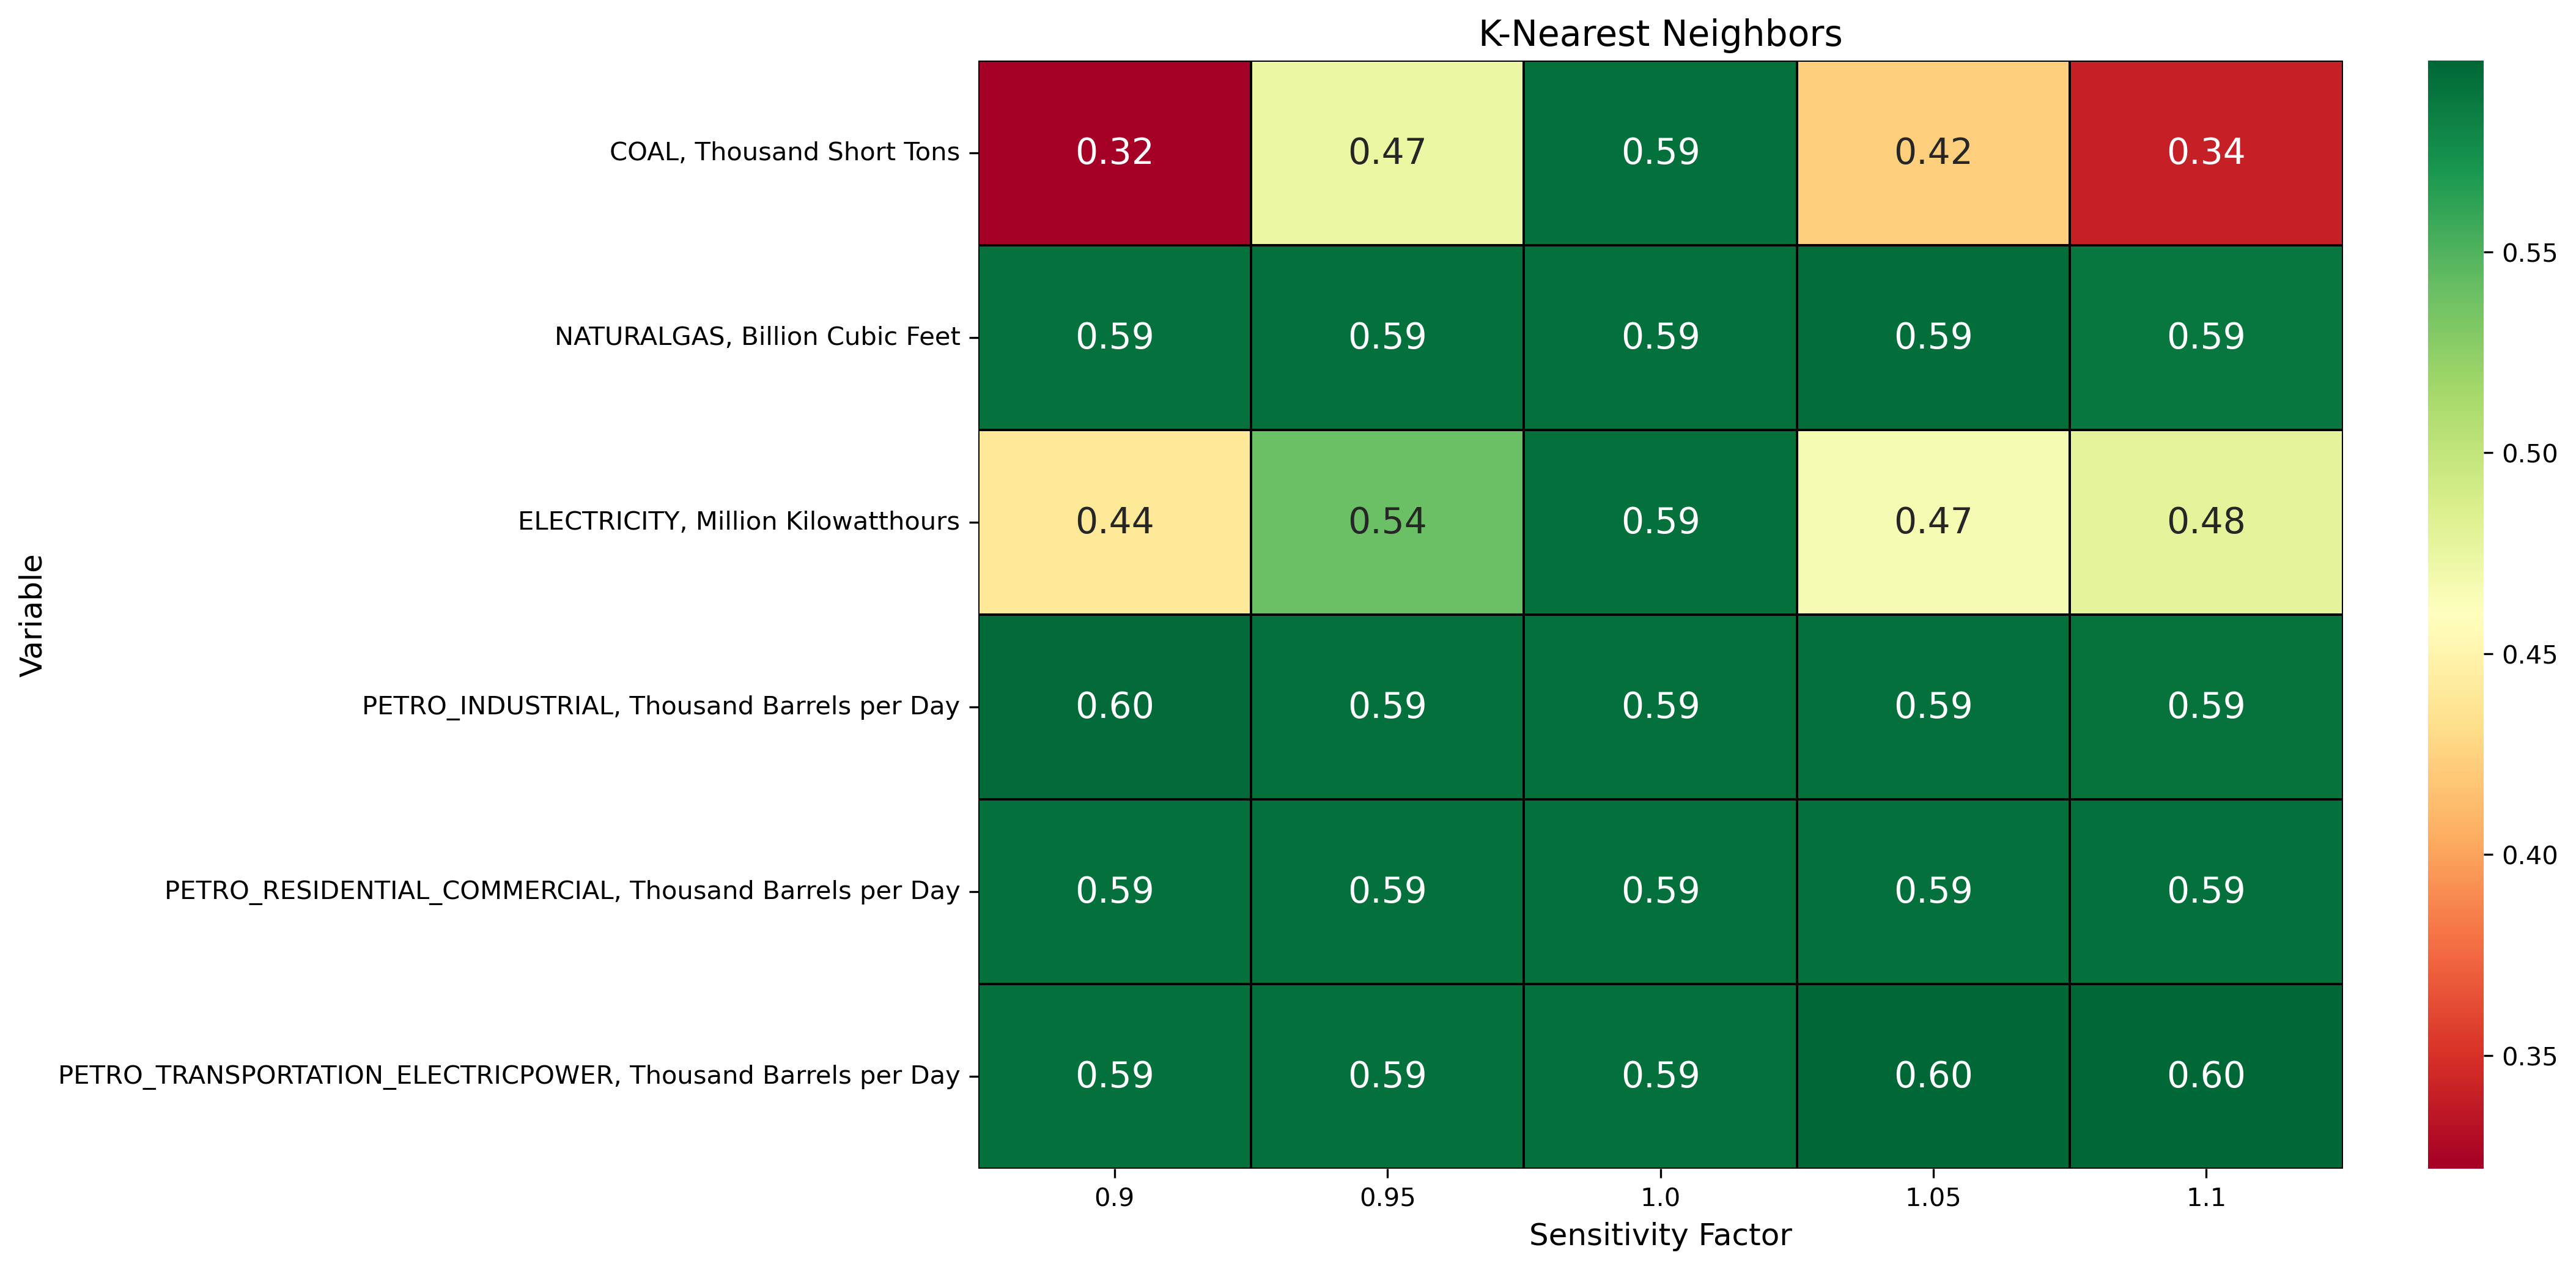 K-Nearest Neighbors
COAL, Thousand Short Tons 0.32 0.47 0.59 0.42 0.34
NATURALGAS, Billion Cubic Feet 0.59 0.59 0.59 0.59 0.59
ELECTRICITY, Million Kilowatthours 0.44 0.54 0.59 0.47 0.48
PETRO_INDUSTRIAL, Thousand Barrels per Day 0.60 0.59 0.59 0.59 0.59
PETRO_RESIDENTIAL_COMMERCIAL, Thousand Barrels per Day 0.59 0.59 0.59 0.59 0.59
PETRO_TRANSPORTATION_ELECTRICPOWER, Thousand Barrels per Day 0.59 0.59 0.59 0.60 0.60
0.9 0.95 1.0 1.05 1.1
Sensitivity Factor
Variable
0.55
0.50
0.45
0.40
0.35